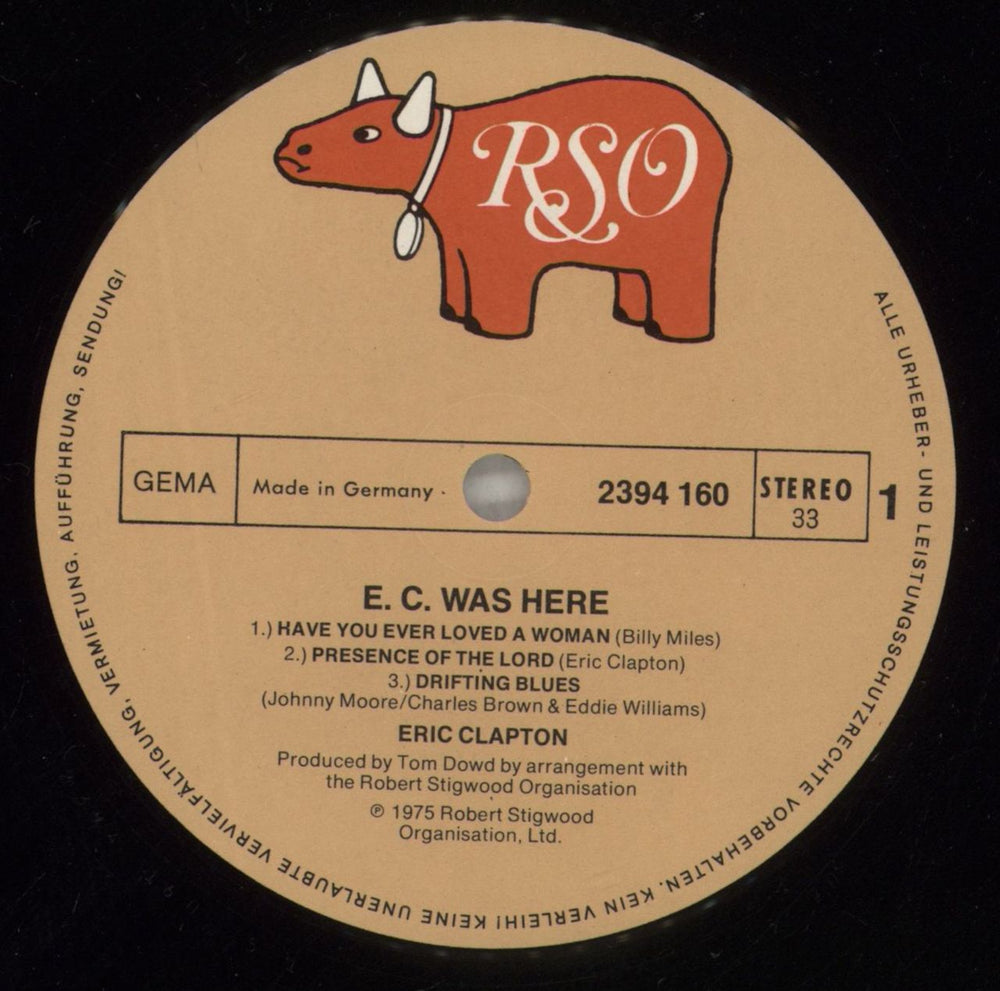 RSO
GEMA
Made in Germany ·
2394 160
STEREO
33
1
E. C. WAS HERE
1.) HAVE YOU EVER LOVED A WOMAN (Billy Miles)
2.) PRESENCE OF THE LORD (Eric Clapton)
3.) DRIFTING BLUES
(Johnny Moore/Charles Brown & Eddie Williams)
ERIC CLAPTON
Produced by Tom Dowd by arrangement with
the Robert Stigwood Organisation
℗ 1975 Robert Stigwood
Organisation, Ltd.
ALLE URHEBER- UND LEISTUNGSSCHUTZRECHTE VORBEHALTEN. KEIN VERLEIH! KEINE UNERLAUBTE VERVIELFÄLTIGUNG, VERMIETUNG, AUFFÜHRUNG, SENDUNG!